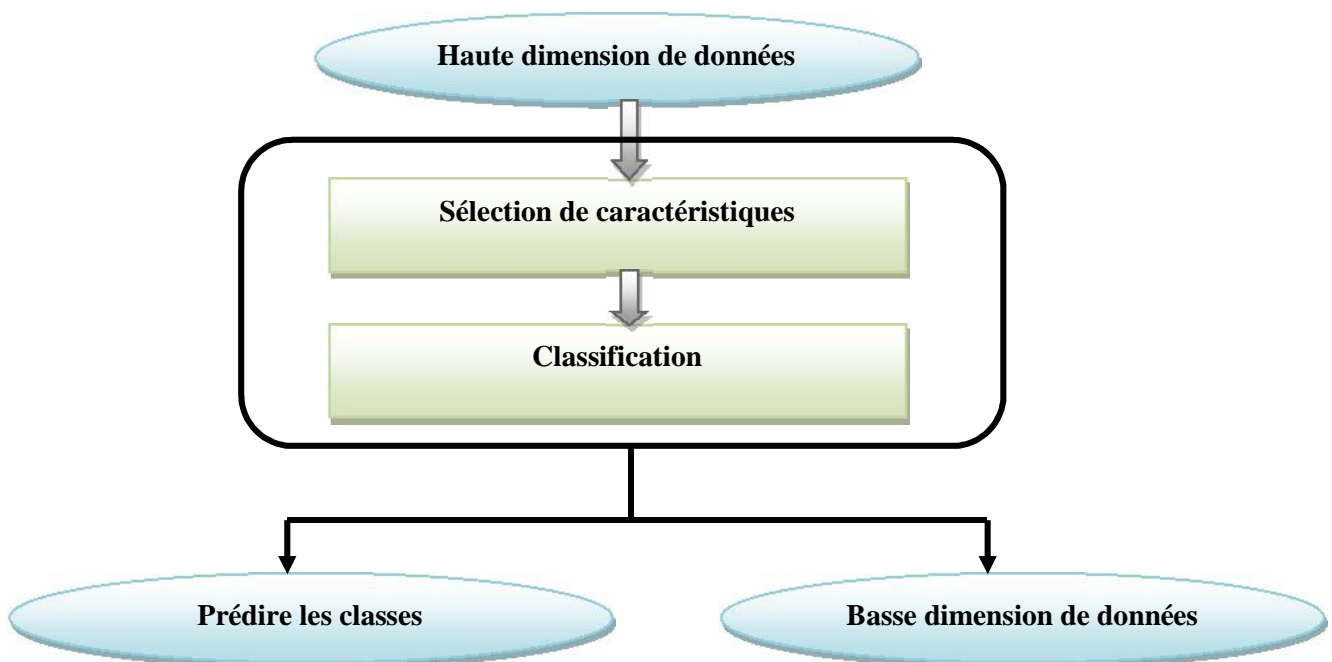 Haute dimension de données
Sélection de caractéristiques
Classification
Prédire les classes
Basse dimension de données